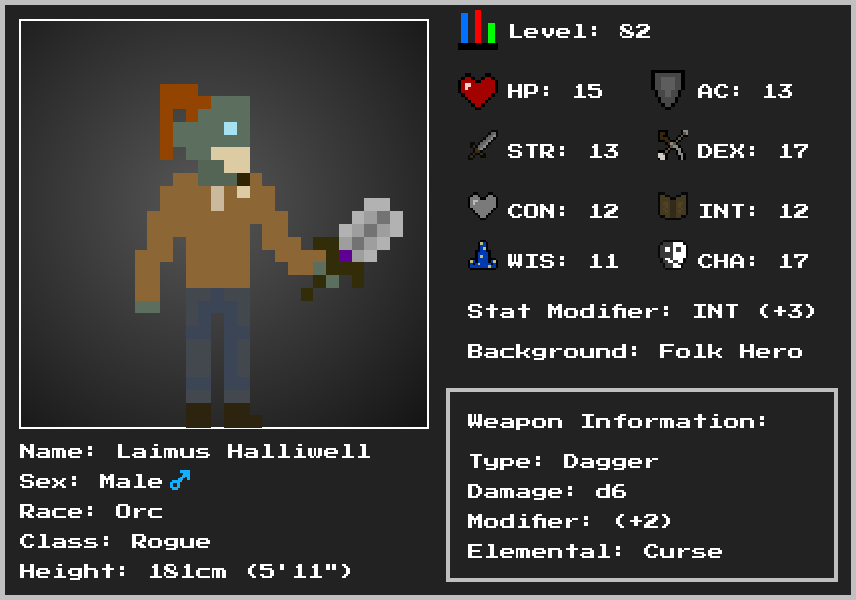 Level: 82
HP: 15 AC: 13
STR: 13 DEX: 17
CON: 12 INT: 12
WIS: 11 CHA: 17
Stat Modifier: INT (+3)
Background: Folk Hero
Weapon Information:
Type: Dagger
Damage: d6
Modifier: (+2)
Elemental: Curse
Name: Laimus Halliwell
Sex: Male ♂
Race: Orc
Class: Rogue
Height: 181cm (5'11")